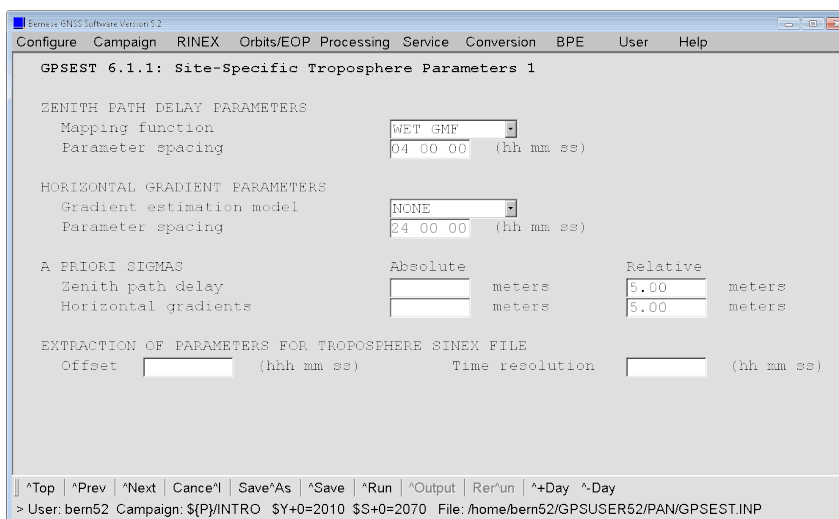 Bernese GNSS Software Version 5.2
Configure Campaign RINEX Orbits/EOP Processing Service Conversion BPE User Help
GPSEST 6.1.1: Site-Specific Troposphere Parameters 1
ZENITH PATH DELAY PARAMETERS
Mapping function WET GMF
Parameter spacing 04 00 00 (hh mm ss)
HORIZONTAL GRADIENT PARAMETERS
Gradient estimation model NONE
Parameter spacing 24 00 00 (hh mm ss)
A PRIORI SIGMAS Absolute Relative
Zenith path delay meters 5.00 meters
Horizontal gradients meters 5.00 meters
EXTRACTION OF PARAMETERS FOR TROPOSPHERE SINEX FILE
Offset (hhh mm ss) Time resolution (hh mm ss)
^Top | ^Prev | ^Next | Cance^l | Save^As | ^Save | ^Run | ^Output | Rer^un | ^+Day ^-Day
> User: bern52 Campaign: ${P}/INTRO $Y+0=2010 $S+0=2070 File: /home/bern52/GPSUSER52/PAN/GPSEST.INP